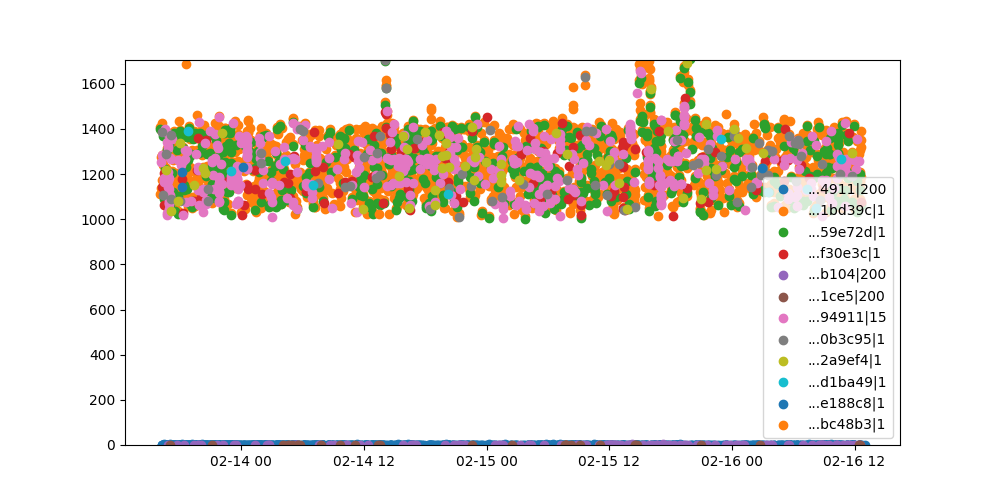 1600
1400
1200
1000
800
600
400
200
0
02-14 00
02-14 12
02-15 00
02-15 12
02-16 00
02-16 12
...4911|200
...1bd39c|1
...59e72d|1
...f30e3c|1
...b104|200
...1ce5|200
...94911|15
...0b3c95|1
...2a9ef4|1
...d1ba49|1
...e188c8|1
...bc48b3|1